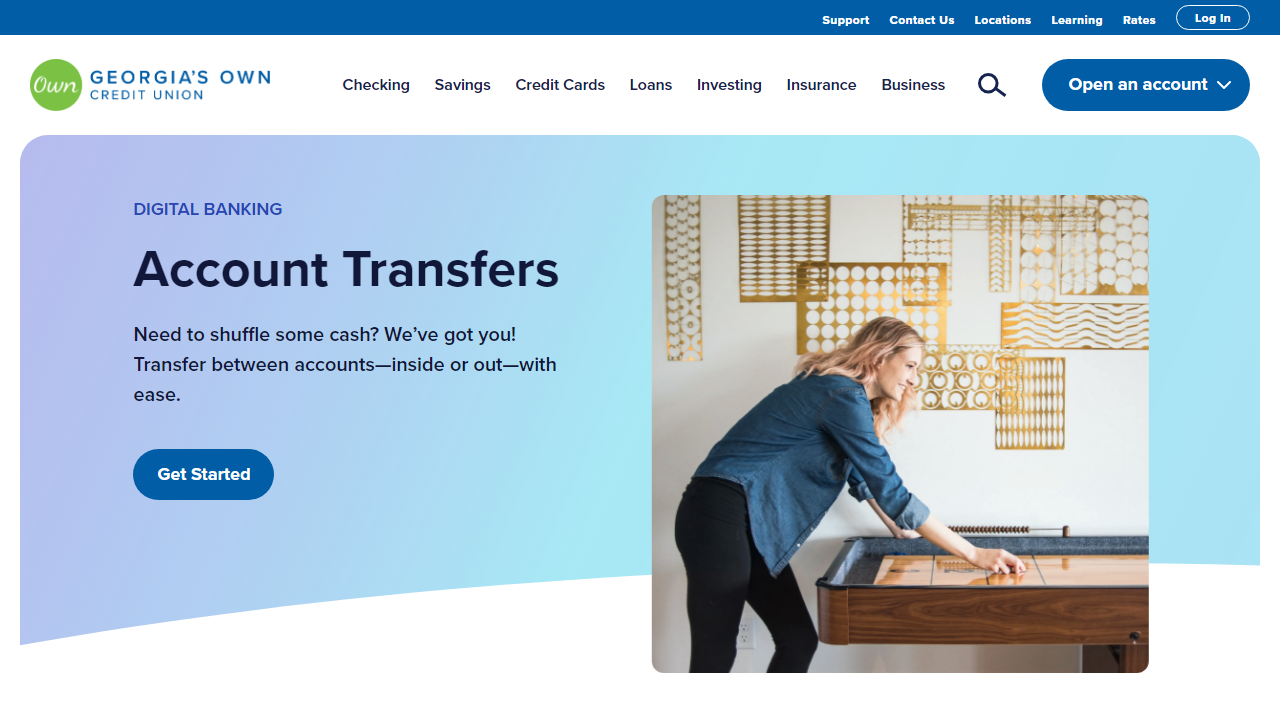 Support Contact Us Locations Learning Rates Log In
Own GEORGIA'S OWN
CREDIT UNION
Checking Savings Credit Cards Loans Investing Insurance Business Open an account
DIGITAL BANKING
Account Transfers
Need to shuffle some cash? We’ve got you!
Transfer between accounts—inside or out—with
ease.
Get Started